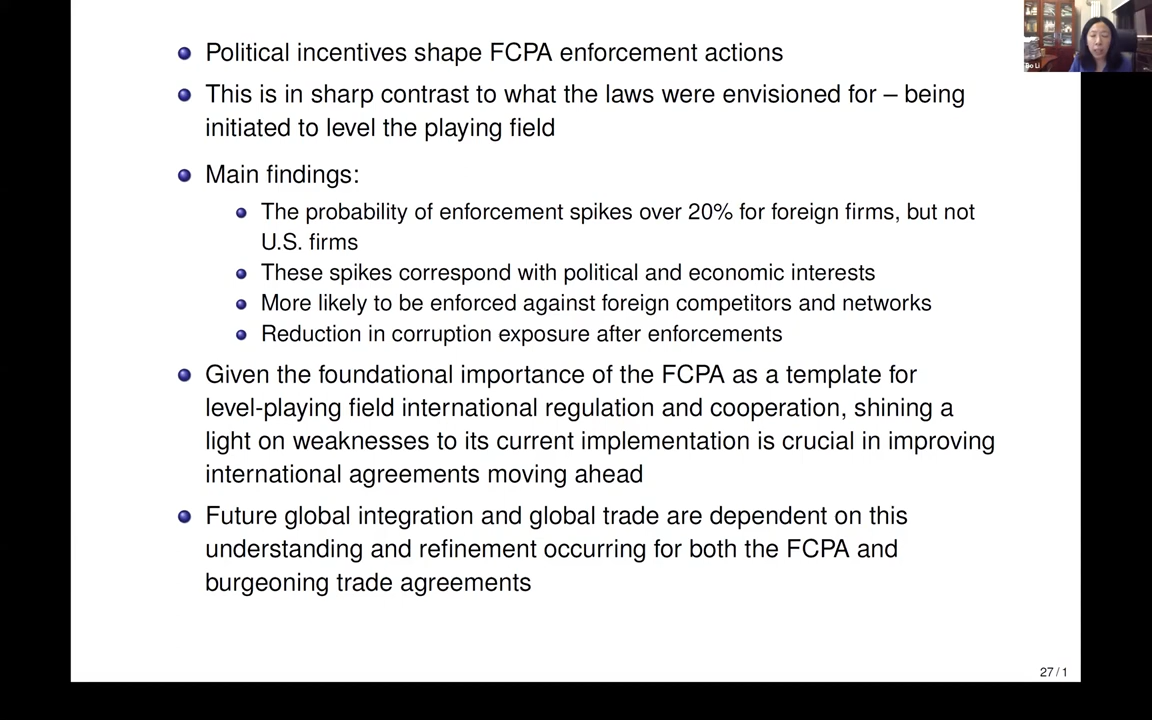 Political incentives shape FCPA enforcement actions
This is in sharp contrast to what the laws were envisioned for – being
initiated to level the playing field
Main findings:
The probability of enforcement spikes over 20% for foreign firms, but not
U.S. firms
These spikes correspond with political and economic interests
More likely to be enforced against foreign competitors and networks
Reduction in corruption exposure after enforcements
Given the foundational importance of the FCPA as a template for
level-playing field international regulation and cooperation, shining a
light on weaknesses to its current implementation is crucial in improving
international agreements moving ahead
Future global integration and global trade are dependent on this
understanding and refinement occurring for both the FCPA and
burgeoning trade agreements
27 / 1
Bo Li